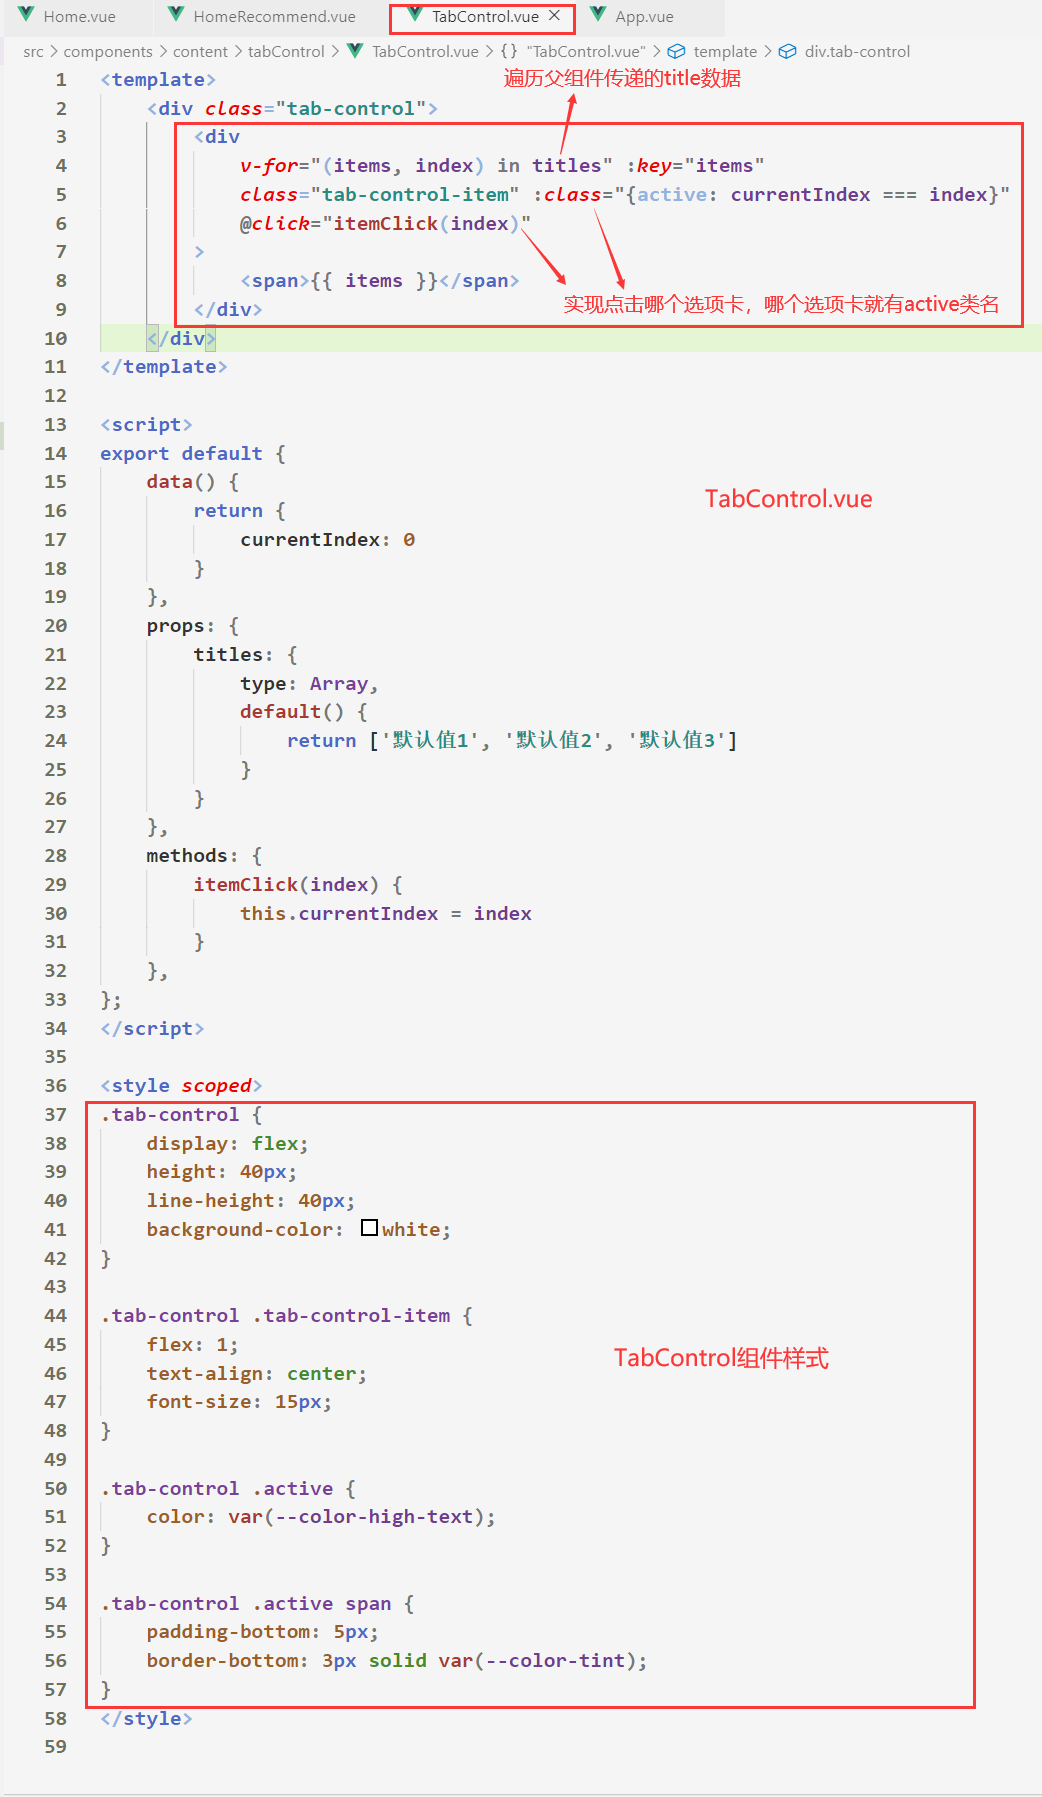 Home.vue HomeRecommend.vue TabControl.vue × App.vue
src > components > content > tabControl > TabControl.vue > {} "TabControl.vue" > template > div.tab-control
遍历父组件传递的title数据
1 <template>
2 <div class="tab-control">
3 <div
4 v-for="(items, index) in titles" :key="items"
5 class="tab-control-item" :class="{active: currentIndex === index}"
6 @click="itemClick(index)"
7 >
8 <span>{{ items }}</span>
实现点击哪个选项卡，哪个选项卡就有active类名
9 </div>
10 </div>
11 </template>
12
13 <script>
14 export default {
15 data() {
TabControl.vue
16 return {
17 currentIndex: 0
18 }
19 },
20 props: {
21 titles: {
22 type: Array,
23 default() {
24 return ['默认值1', '默认值2', '默认值3']
25 }
26 }
27 },
28 methods: {
29 itemClick(index) {
30 this.currentIndex = index
31 }
32 },
33 };
34 </script>
35
36 <style scoped>
37 .tab-control {
38 display: flex;
39 height: 40px;
40 line-height: 40px;
41 background-color: white;
42 }
43
44 .tab-control .tab-control-item {
45 flex: 1;
TabControl组件样式
46 text-align: center;
47 font-size: 15px;
48 }
49
50 .tab-control .active {
51 color: var(--color-high-text);
52 }
53
54 .tab-control .active span {
55 padding-bottom: 5px;
56 border-bottom: 3px solid var(--color-tint);
57 }
58 </style>
59